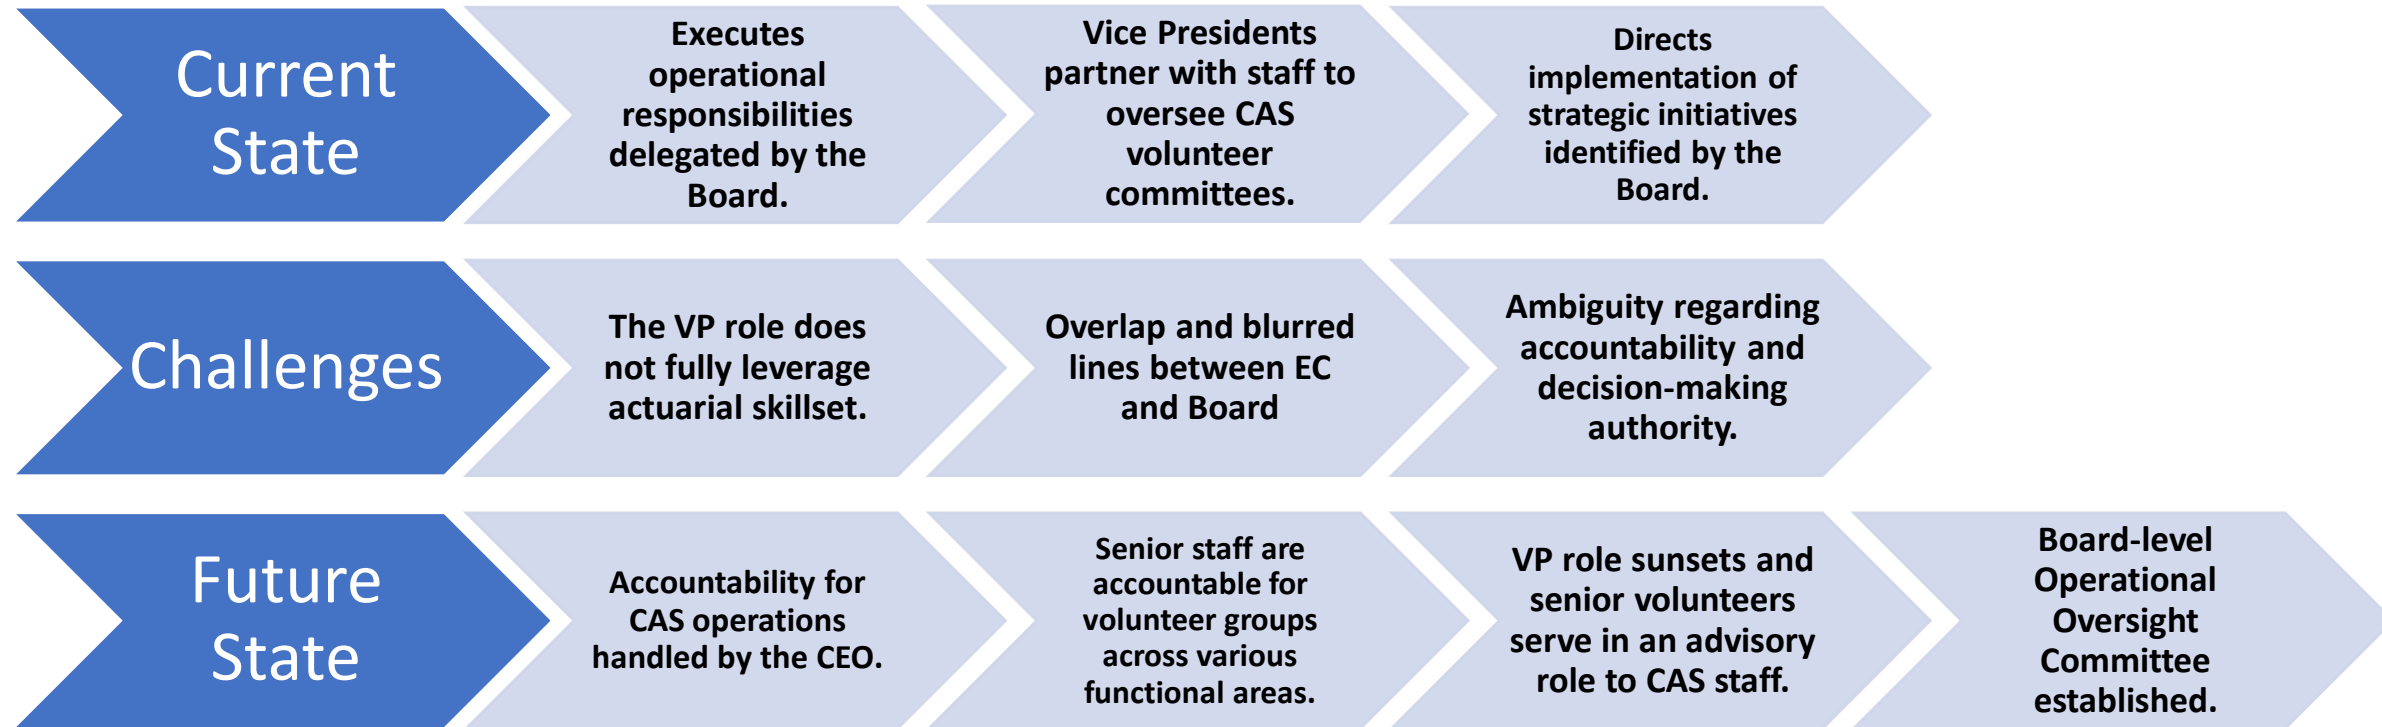 Current
State
Executes
operational
responsibilities
delegated by the
Board.
Vice Presidents
partner with staff to
oversee CAS
volunteer
committees.
Directs
implementation of
strategic initiatives
identified by the
Board.
Challenges
The VP role does
not fully leverage
actuarial skillset.
Overlap and blurred
lines between EC
and Board
Ambiguity regarding
accountability and
decision-making
authority.
Future
State
Accountability for
CAS operations
handled by the CEO.
Senior staff are
accountable for
volunteer groups
across various
functional areas.
VP role sunsets and
senior volunteers
serve in an advisory
role to CAS staff.
Board-level
Operational
Oversight
Committee
established.